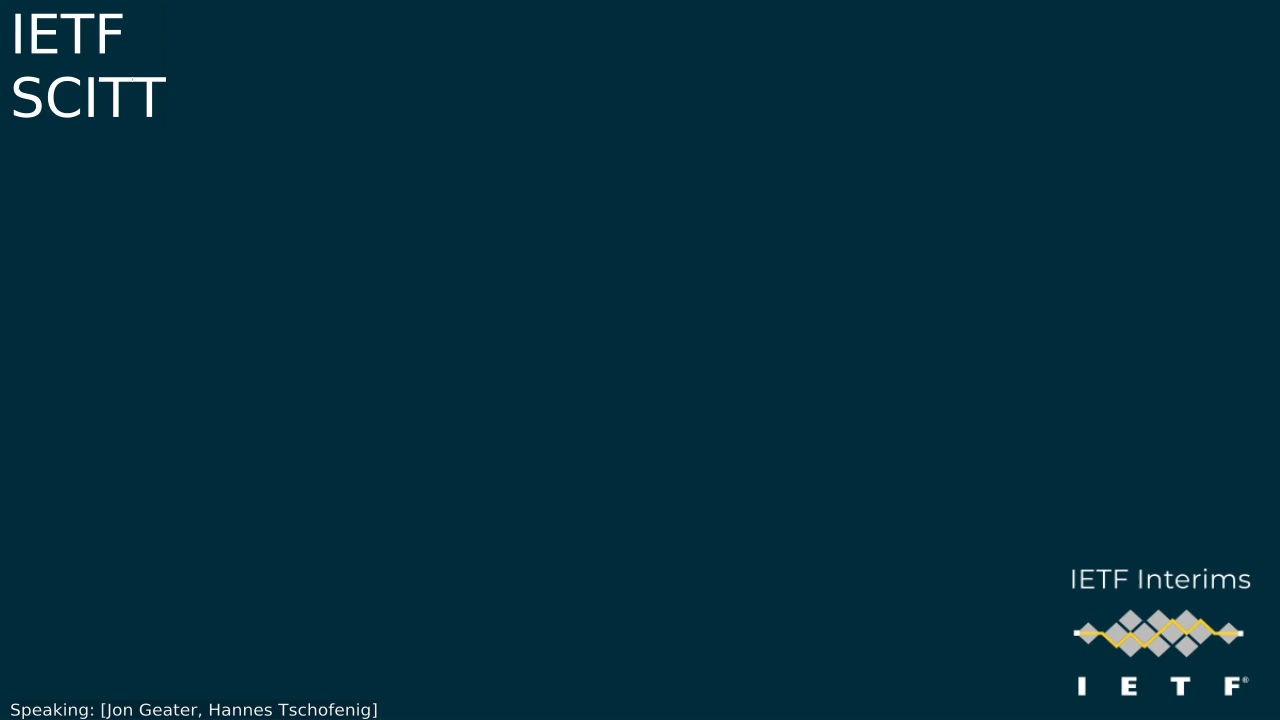 IETF
SCITT
IETF Interims
I E T F®
Speaking: [Jon Geater, Hannes Tschofenig]